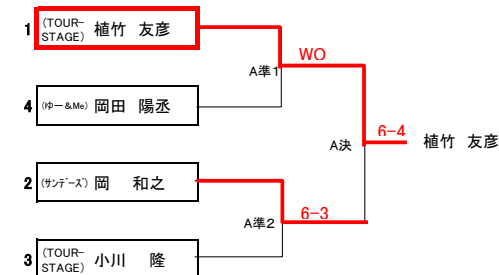 1 (TOUR-STAGE) 植竹 友彦
WO
A準1
4 (ゆー&Me) 岡田 陽丞
6-4
植竹 友彦
A決
2 (サンデーズ) 岡 和之
6-3
A準2
3 (TOUR-STAGE) 小川 隆